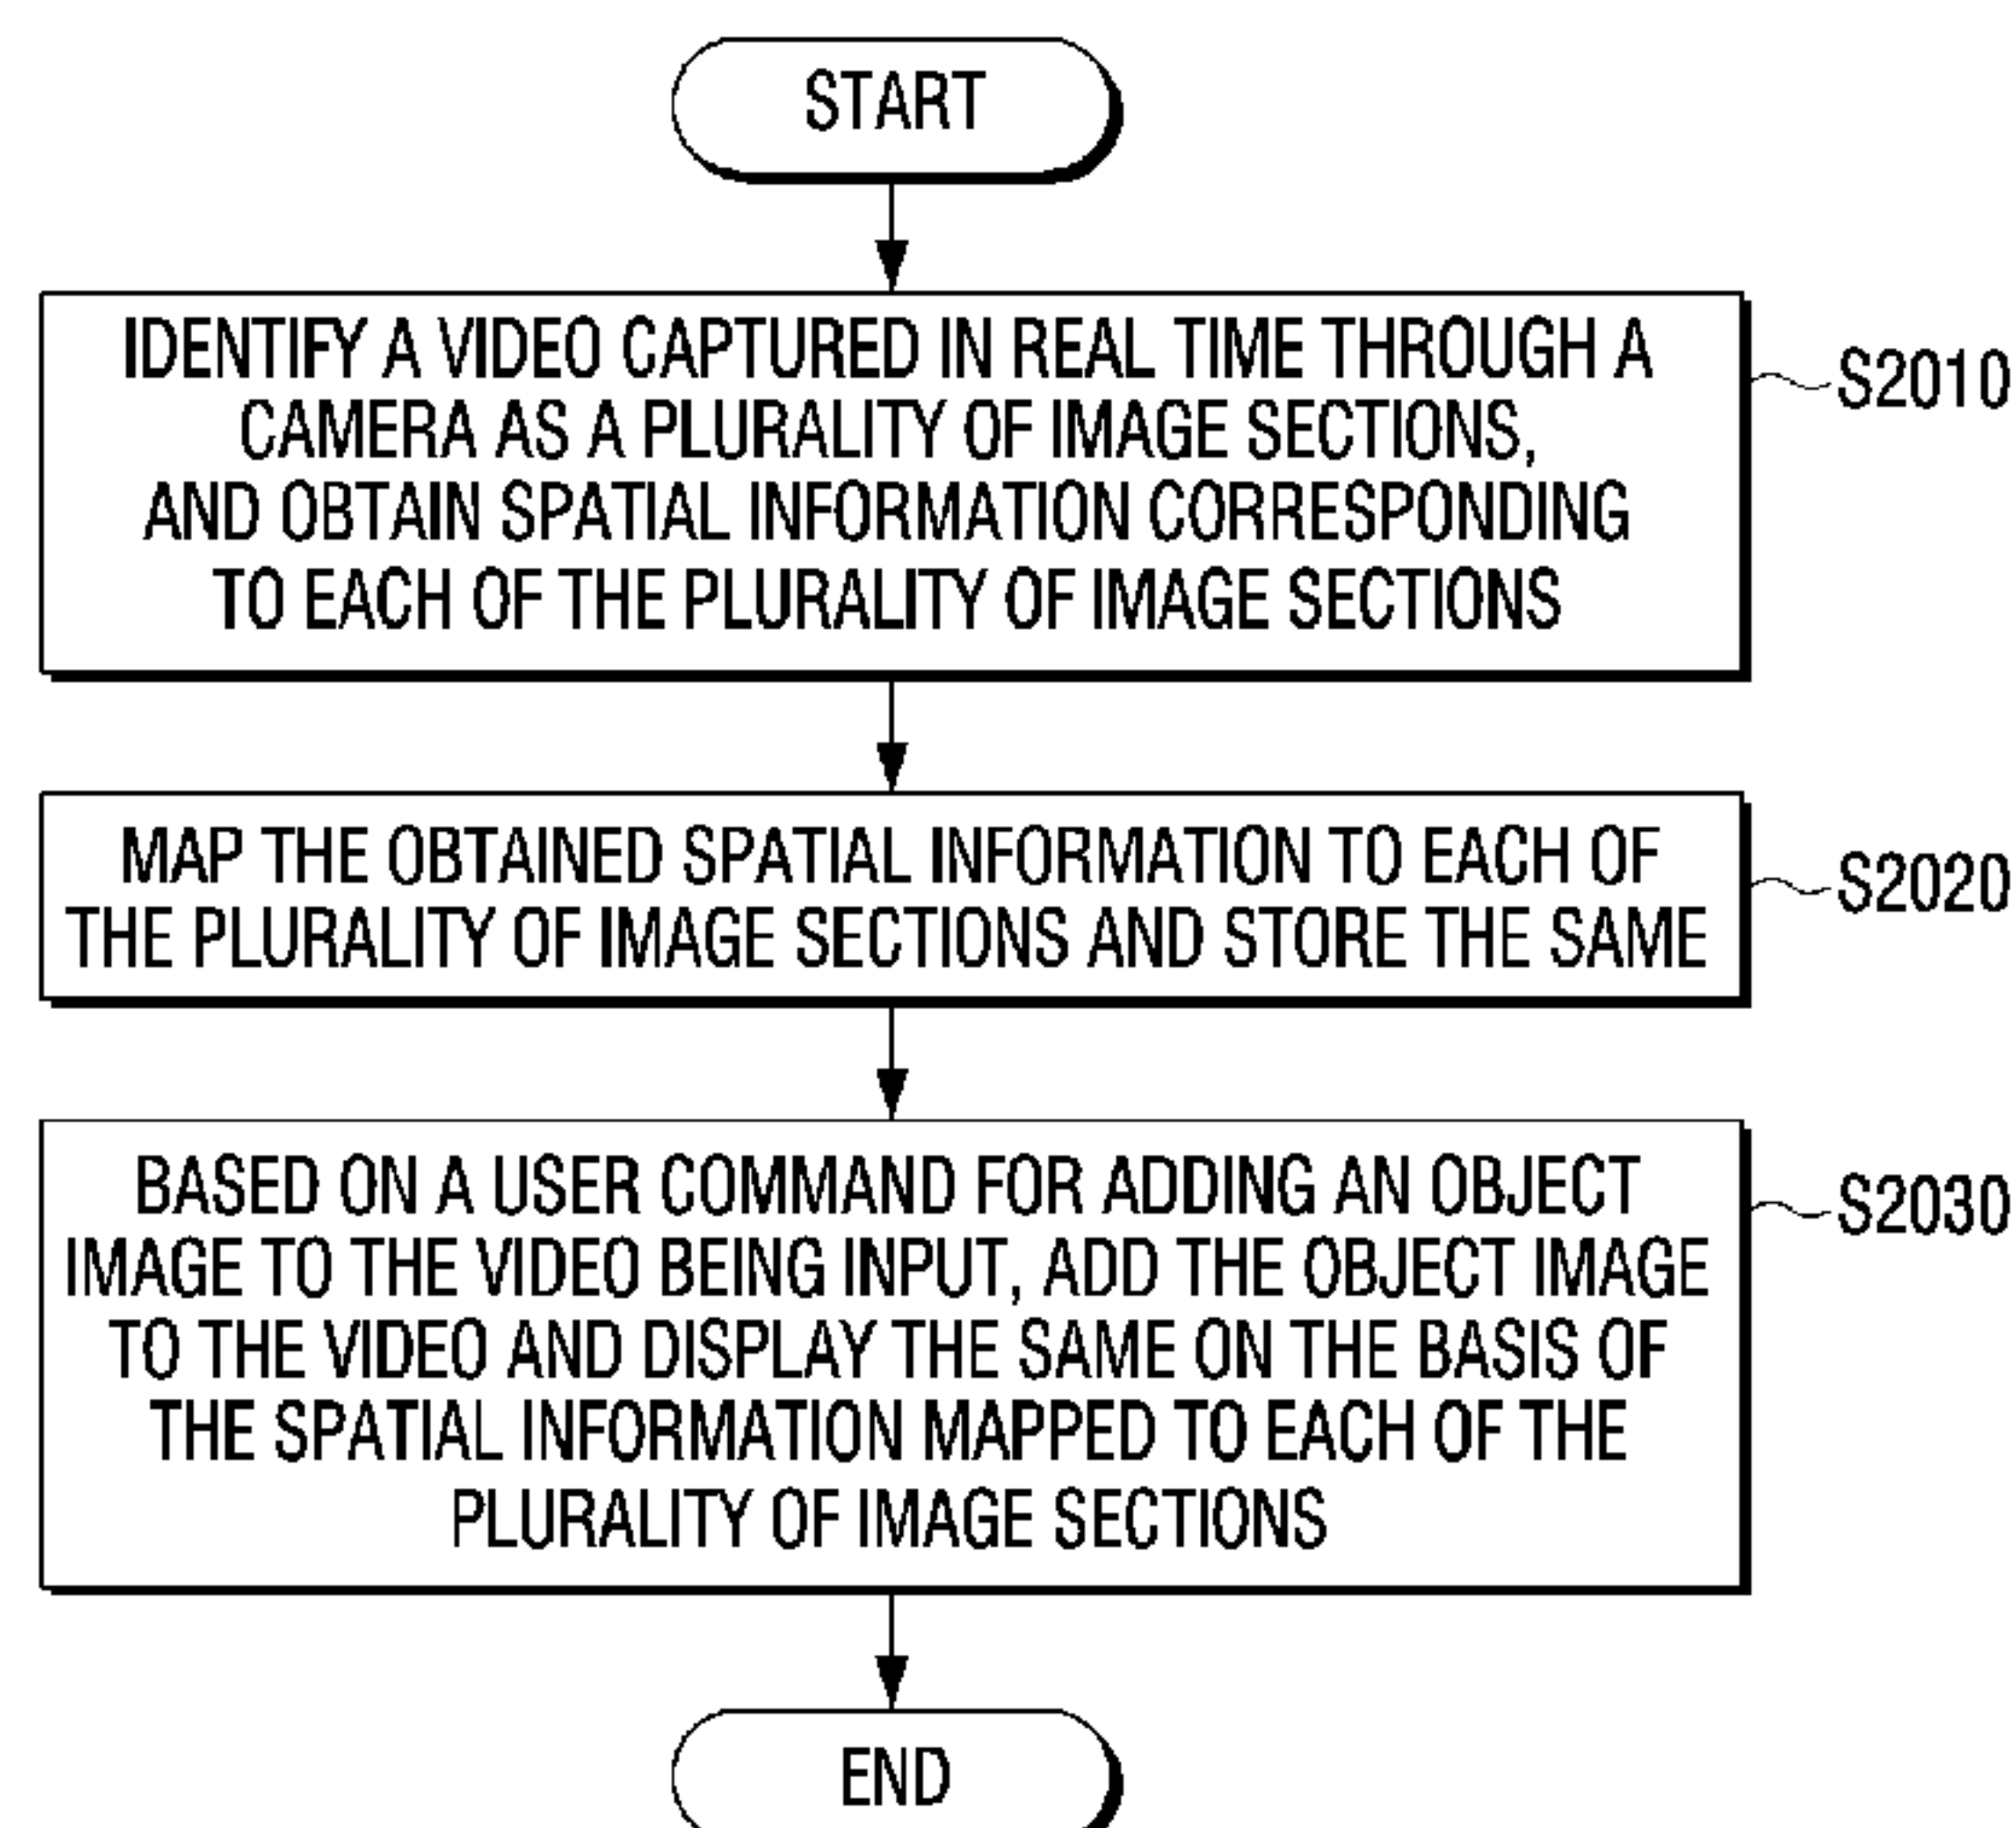 START
IDENTIFY A VIDEO CAPTURED IN REAL TIME THROUGH A
CAMERA AS A PLURALITY OF IMAGE SECTIONS,
AND OBTAIN SPATIAL INFORMATION CORRESPONDING
TO EACH OF THE PLURALITY OF IMAGE SECTIONS
S2010
MAP THE OBTAINED SPATIAL INFORMATION TO EACH OF
THE PLURALITY OF IMAGE SECTIONS AND STORE THE SAME
S2020
BASED ON A USER COMMAND FOR ADDING AN OBJECT
IMAGE TO THE VIDEO BEING INPUT, ADD THE OBJECT IMAGE
TO THE VIDEO AND DISPLAY THE SAME ON THE BASIS OF
THE SPATIAL INFORMATION MAPPED TO EACH OF THE
PLURALITY OF IMAGE SECTIONS
S2030
END